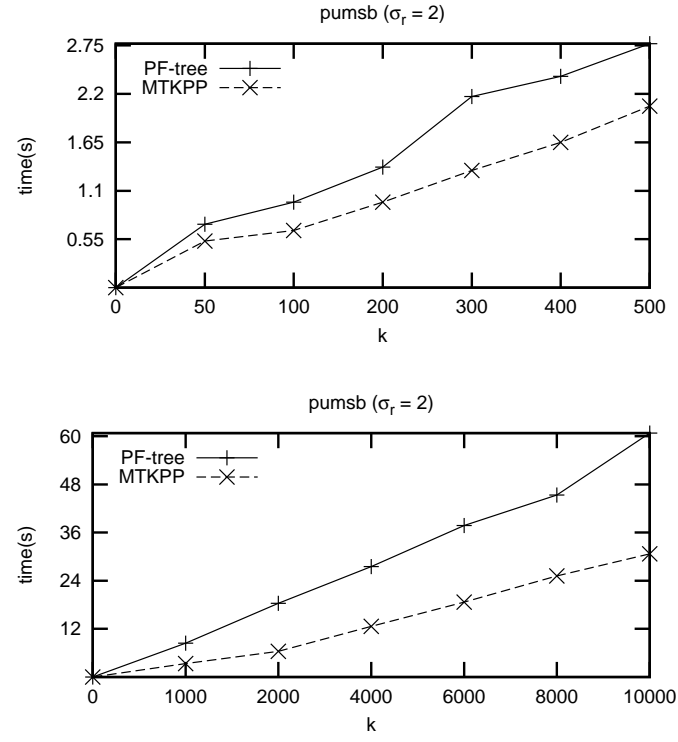 pumsb (σr = 2)
2.75
2.2
1.65
1.1
0.55
time(s)
PF-tree
MTKPP
0 50 100 200 300 400 500
k
pumsb (σr = 2)
60
48
36
24
12
time(s)
PF-tree
MTKPP
0 1000 2000 4000 6000 8000 10000
k